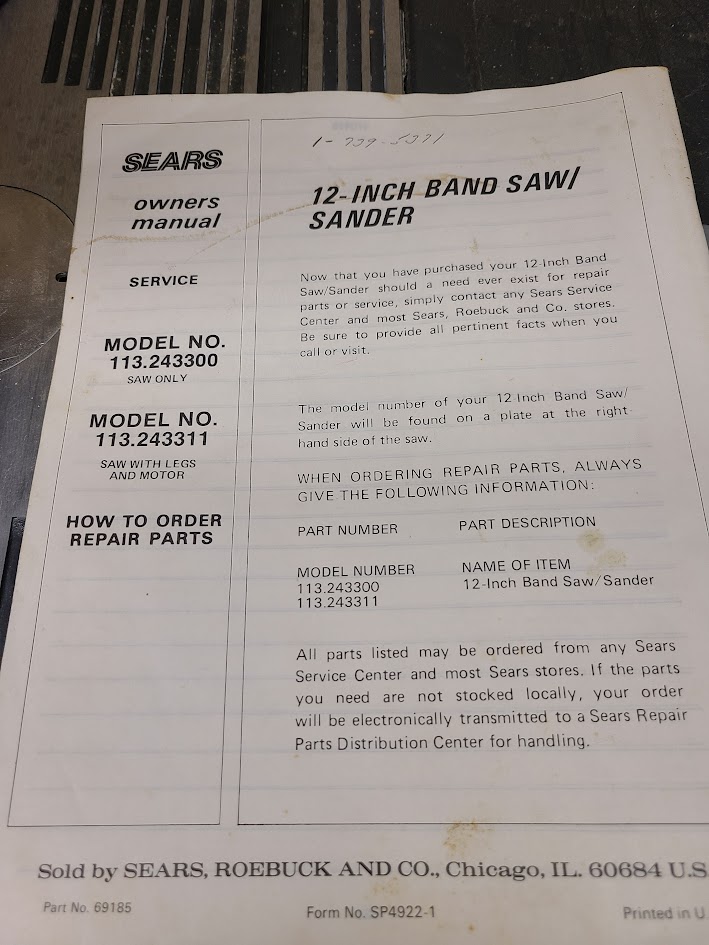 1-939-5371
SEARS
owners
manual
SERVICE
MODEL NO.
113.243300
SAW ONLY
MODEL NO.
113.243311
SAW WITH LEGS
AND MOTOR
HOW TO ORDER
REPAIR PARTS
12-INCH BAND SAW/
SANDER
Now that you have purchased your 12-Inch Band
Saw/Sander should a need ever exist for repair
parts or service, simply contact any Sears Service
Center and most Sears, Roebuck and Co. stores.
Be sure to provide all pertinent facts when you
call or visit.
The model number of your 12-Inch Band Saw/
Sander will be found on a plate at the right-
hand side of the saw.
WHEN ORDERING REPAIR PARTS, ALWAYS
GIVE THE FOLLOWING INFORMATION:
PART NUMBER PART DESCRIPTION
MODEL NUMBER NAME OF ITEM
113.243300 12-Inch Band Saw/Sander
113.243311
All parts listed may be ordered from any Sears
Service Center and most Sears stores. If the parts
you need are not stocked locally, your order
will be electronically transmitted to a Sears Repair
Parts Distribution Center for handling.
Sold by SEARS, ROEBUCK AND CO., Chicago, IL. 60684 U.S
Part No. 69185 Form No. SP4922-1 Printed in U.